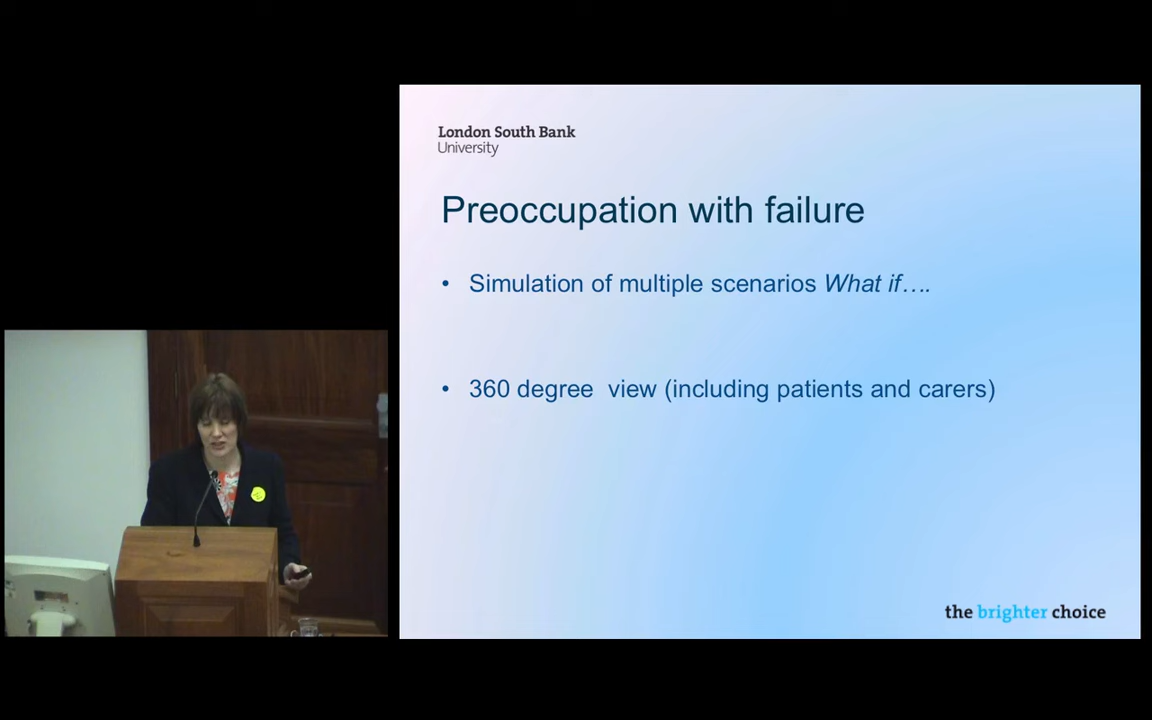 London South Bank
University
Preoccupation with failure
• Simulation of multiple scenarios What if….
• 360 degree view (including patients and carers)
the brighter choice